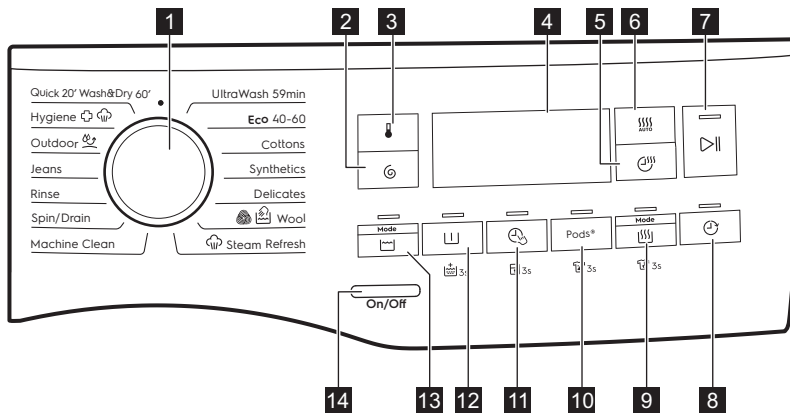 1
2
3
4
5
6
7
Quick 20' Wash&Dry 60'
UltraWash 59min
Hygiene
Eco 40-60
Outdoor
Cottons
Jeans
Synthetics
Rinse
Delicates
Spin/Drain
Wool
Machine Clean
Steam Refresh
AUTO
Mode
Pods®
Mode
3s
3s
3s
3s
On/Off
14
13
12
11
10
9
8